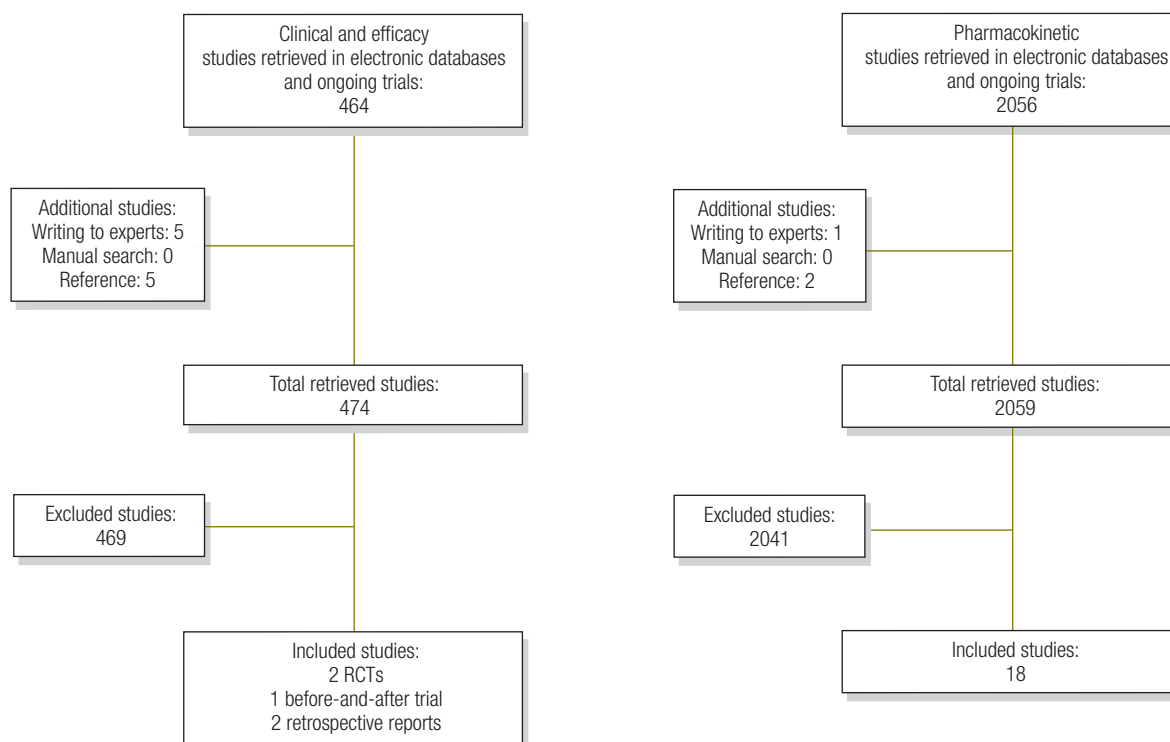 Clinical and efficacy
studies retrieved in electronic databases
and ongoing trials:
464
Additional studies:
Writing to experts: 5
Manual search: 0
Reference: 5
Total retrieved studies:
474
Excluded studies:
469
Included studies:
2 RCTs
1 before-and-after trial
2 retrospective reports
Pharmacokinetic
studies retrieved in electronic databases
and ongoing trials:
2056
Additional studies:
Writing to experts: 1
Manual search: 0
Reference: 2
Total retrieved studies:
2059
Excluded studies:
2041
Included studies:
18